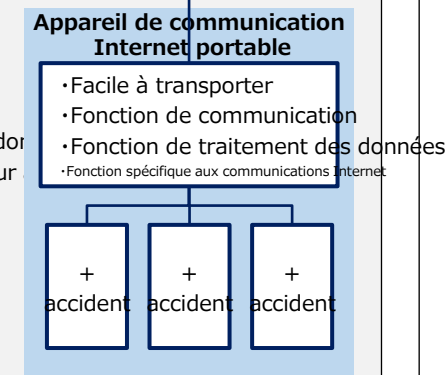 Appareil de communication
Internet portable
・Facile à transporter
・Fonction de communication
・Fonction de traitement des données
・Fonction spécifique aux communications Internet
+ + +
accident accident accident